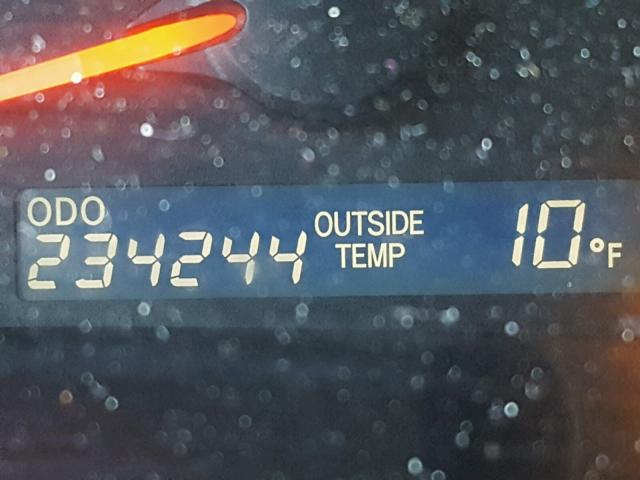 ODO
234244
OUTSIDE
TEMP
10°F